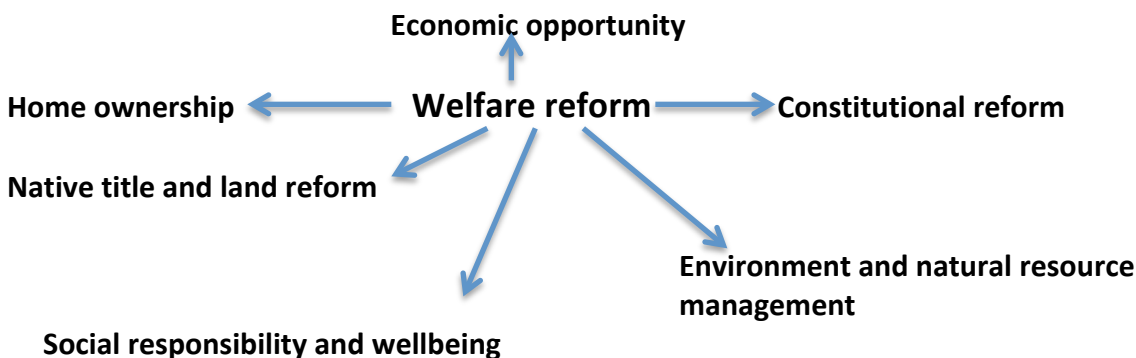 Economic opportunity
Home ownership
Welfare reform
Constitutional reform
Native title and land reform
Environment and natural resource
management
Social responsibility and wellbeing